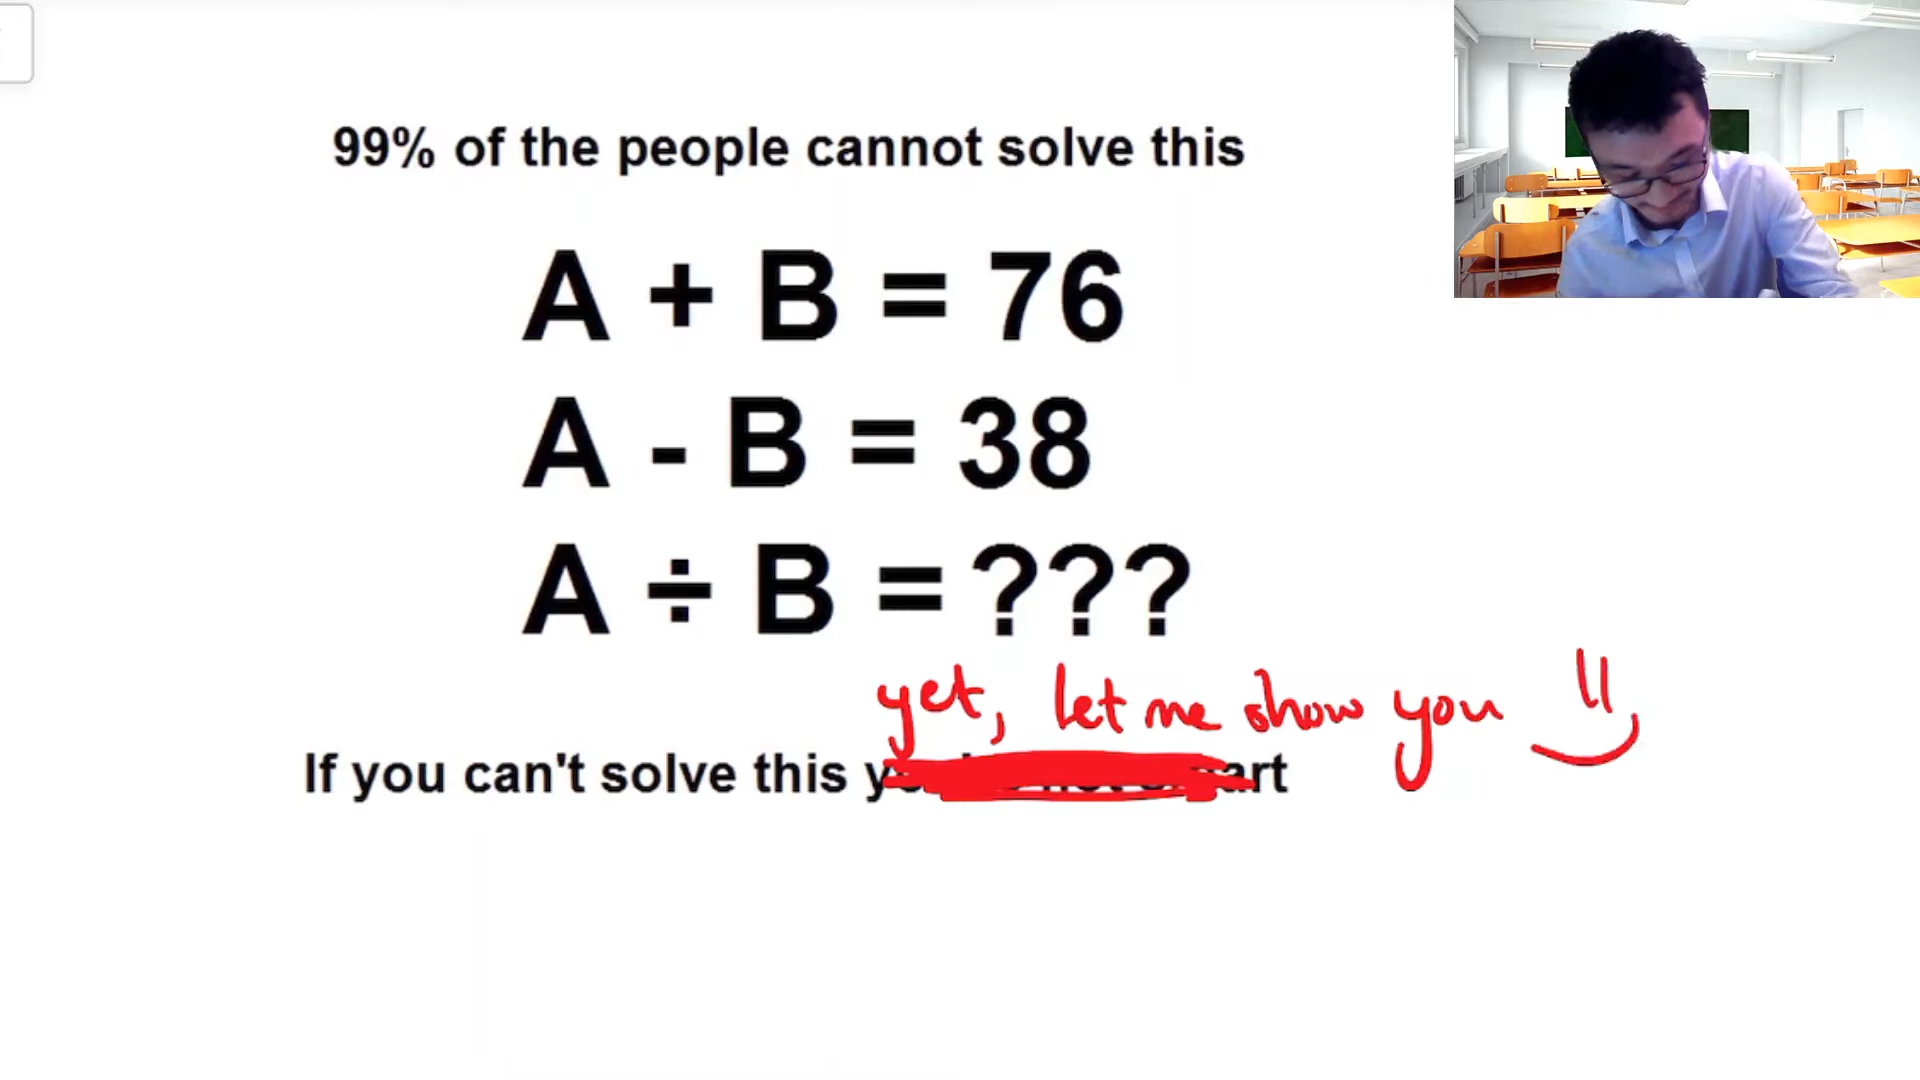 99% of the people cannot solve this
A + B = 76
A - B = 38
A ÷ B = ???
yet, let me show you
If you can't solve this